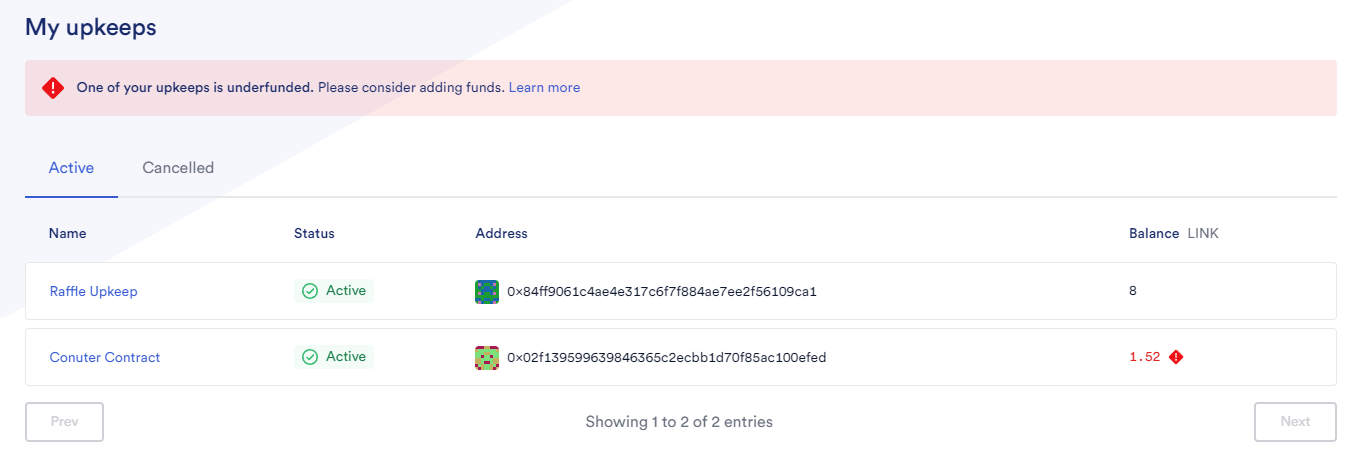 My upkeeps
One of your upkeeps is underfunded. Please consider adding funds. Learn more
Active Cancelled
Name Status Address Balance LINK
Raffle Upkeep Active 0x84ff9061c4ae4e317c6f7f884ae7ee2f56109ca1 8
Conuter Contract Active 0x02f139599639846365c2ecbb1d70f85ac100efed 1.52
Prev Showing 1 to 2 of 2 entries Next